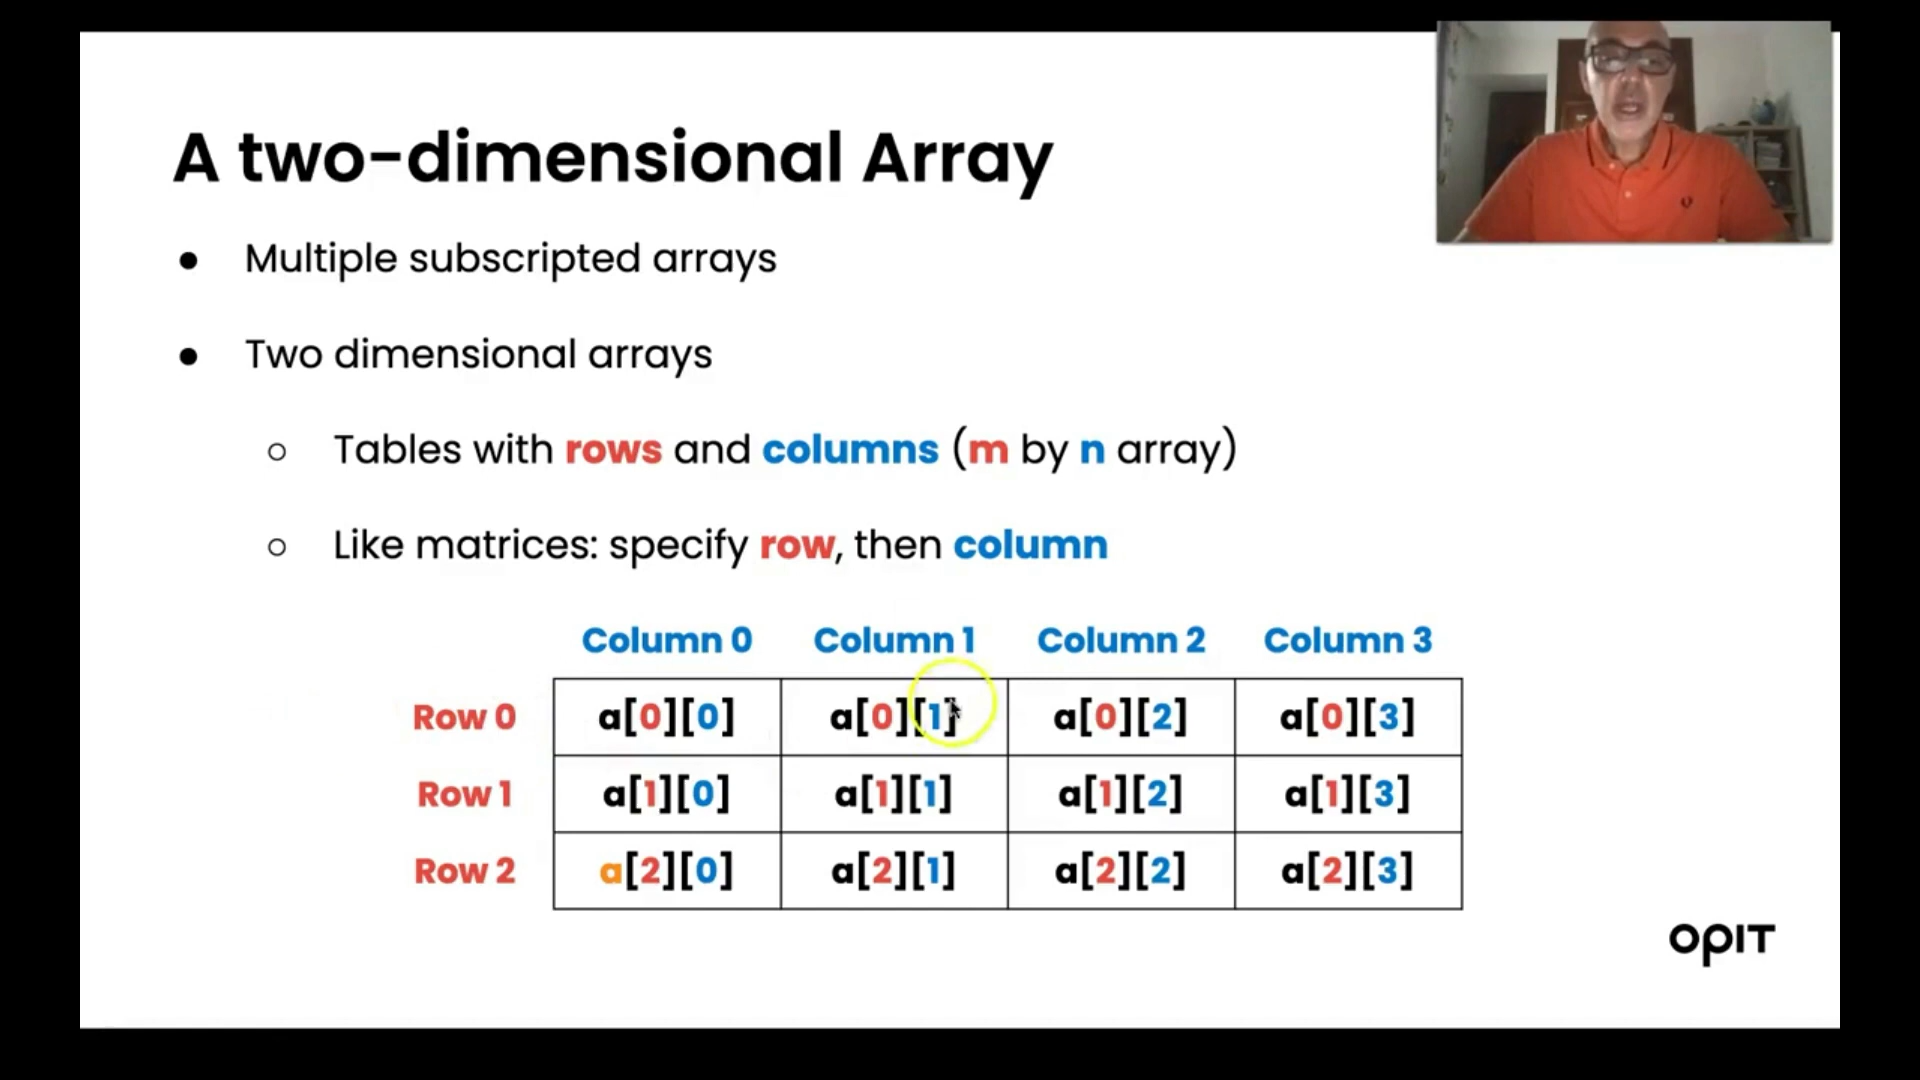 A two-dimensional Array
● Multiple subscripted arrays
● Two dimensional arrays
○ Tables with rows and columns (m by n array)
○ Like matrices: specify row, then column
Column 0 Column 1 Column 2 Column 3
Row 0 a[0][0] a[0][1] a[0][2] a[0][3]
Row 1 a[1][0] a[1][1] a[1][2] a[1][3]
Row 2 a[2][0] a[2][1] a[2][2] a[2][3]
OPIT